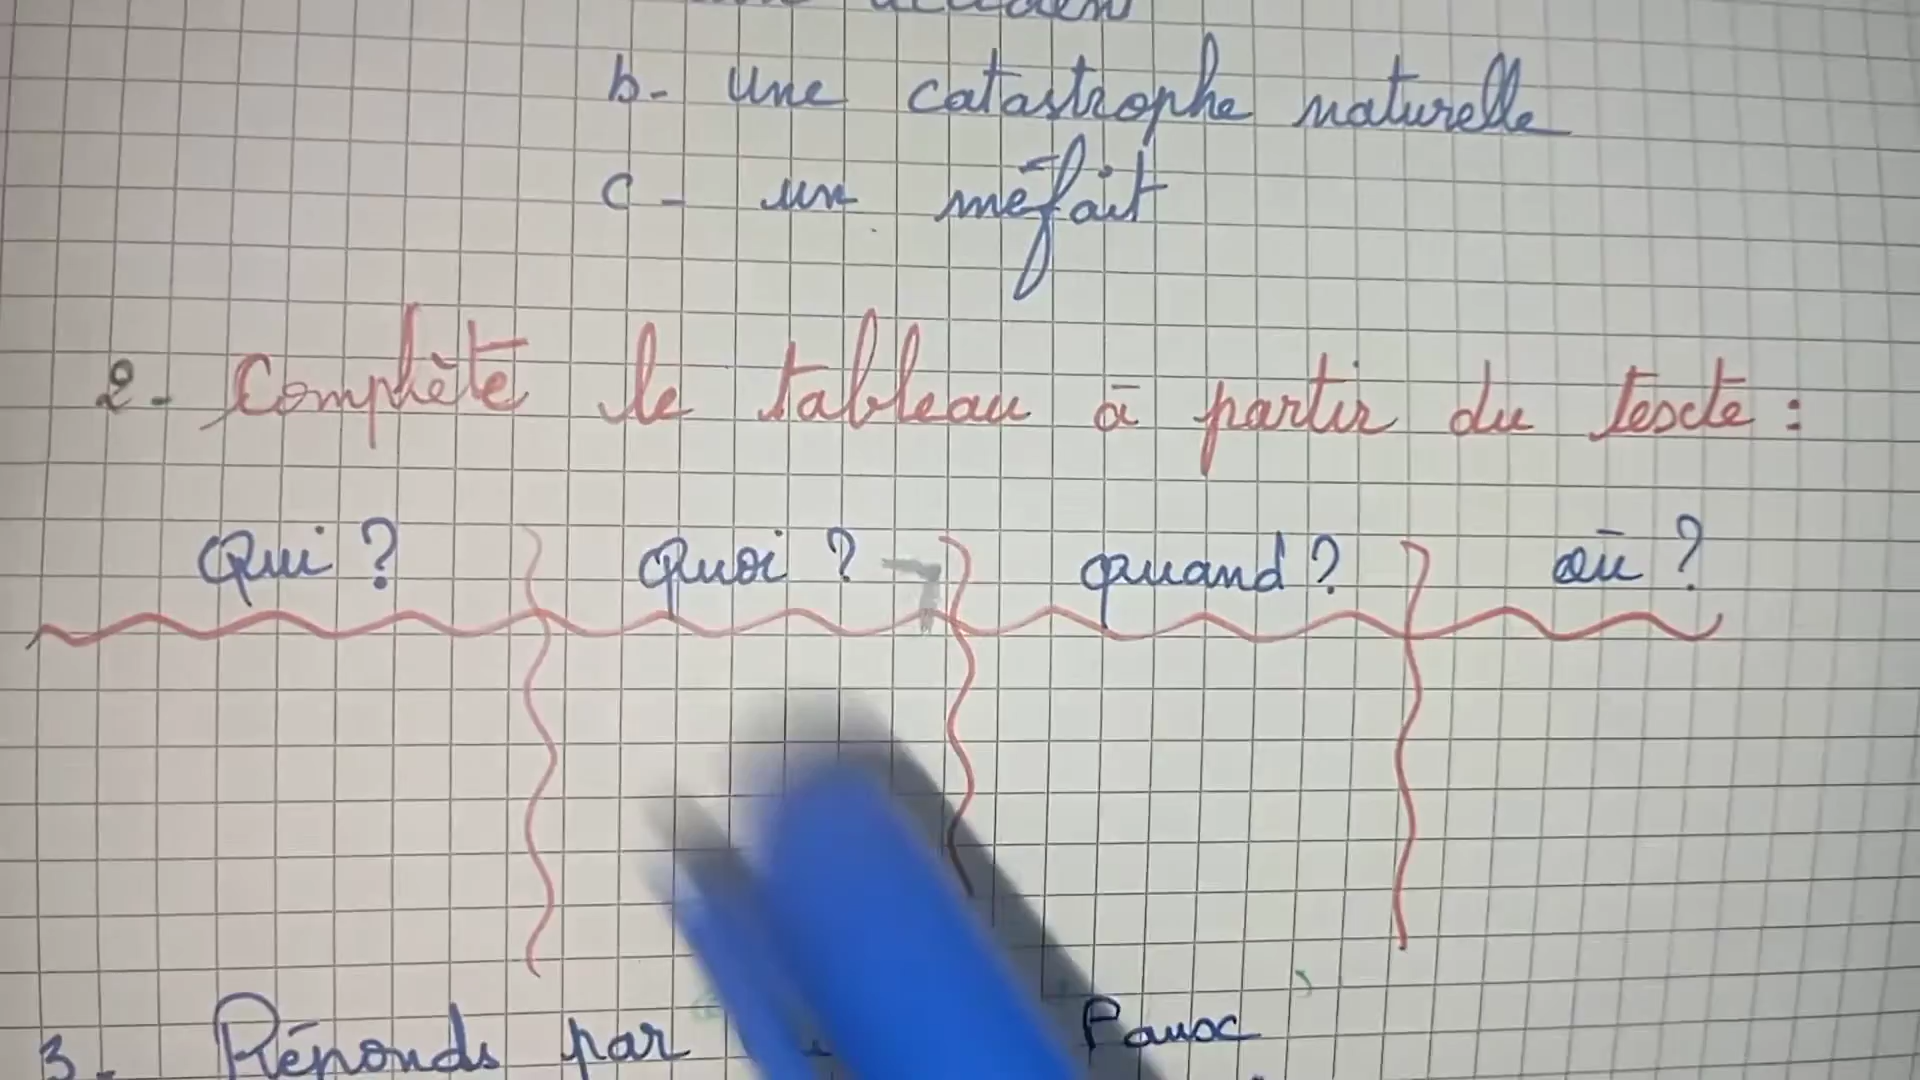 b- une catastrophe naturelle
c- un méfait
2- Complète le tableau à partir du texte :
Qui ? Quoi ? quand ? où ?
3. Réponds par Faux